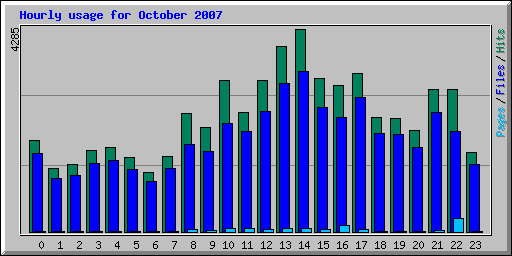 Hourly usage for October 2007
4285
Pages/Files/Hits
0 1 2 3 4 5 6 7 8 9 10 11 12 13 14 15 16 17 18 19 20 21 22 23